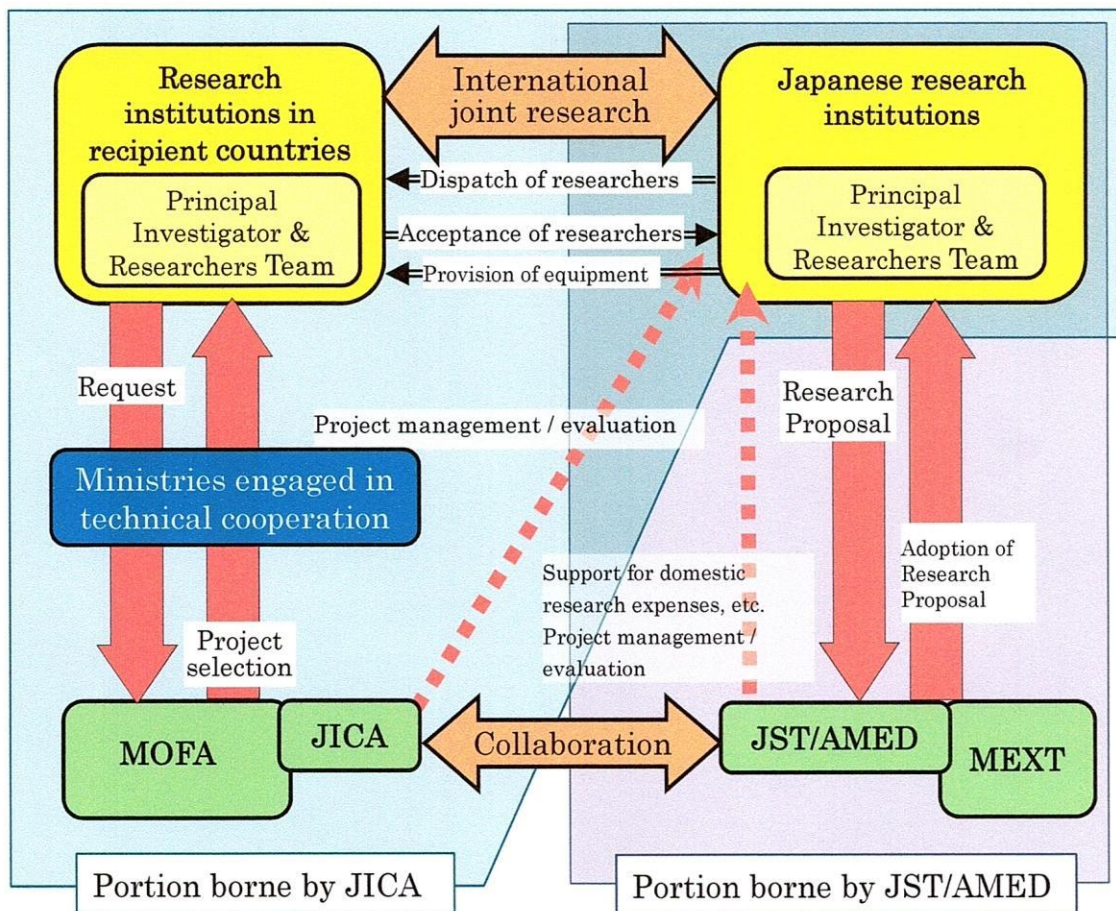 Research
institutions in
recipient countries
Principal
Investigator &
Researchers Team
International
joint research
Japanese research
institutions
Principal
Investigator &
Researchers Team
Dispatch of researchers
Acceptance of researchers
Provision of equipment
Request
Project management / evaluation
Research
Proposal
Ministries engaged in
technical cooperation
Adoption of
Research
Proposal
Support for domestic
research expenses, etc.
Project management /
evaluation
Project
selection
MOFA
JICA
Collaboration
JST/AMED
MEXT
Portion borne by JICA
Portion borne by JST/AMED